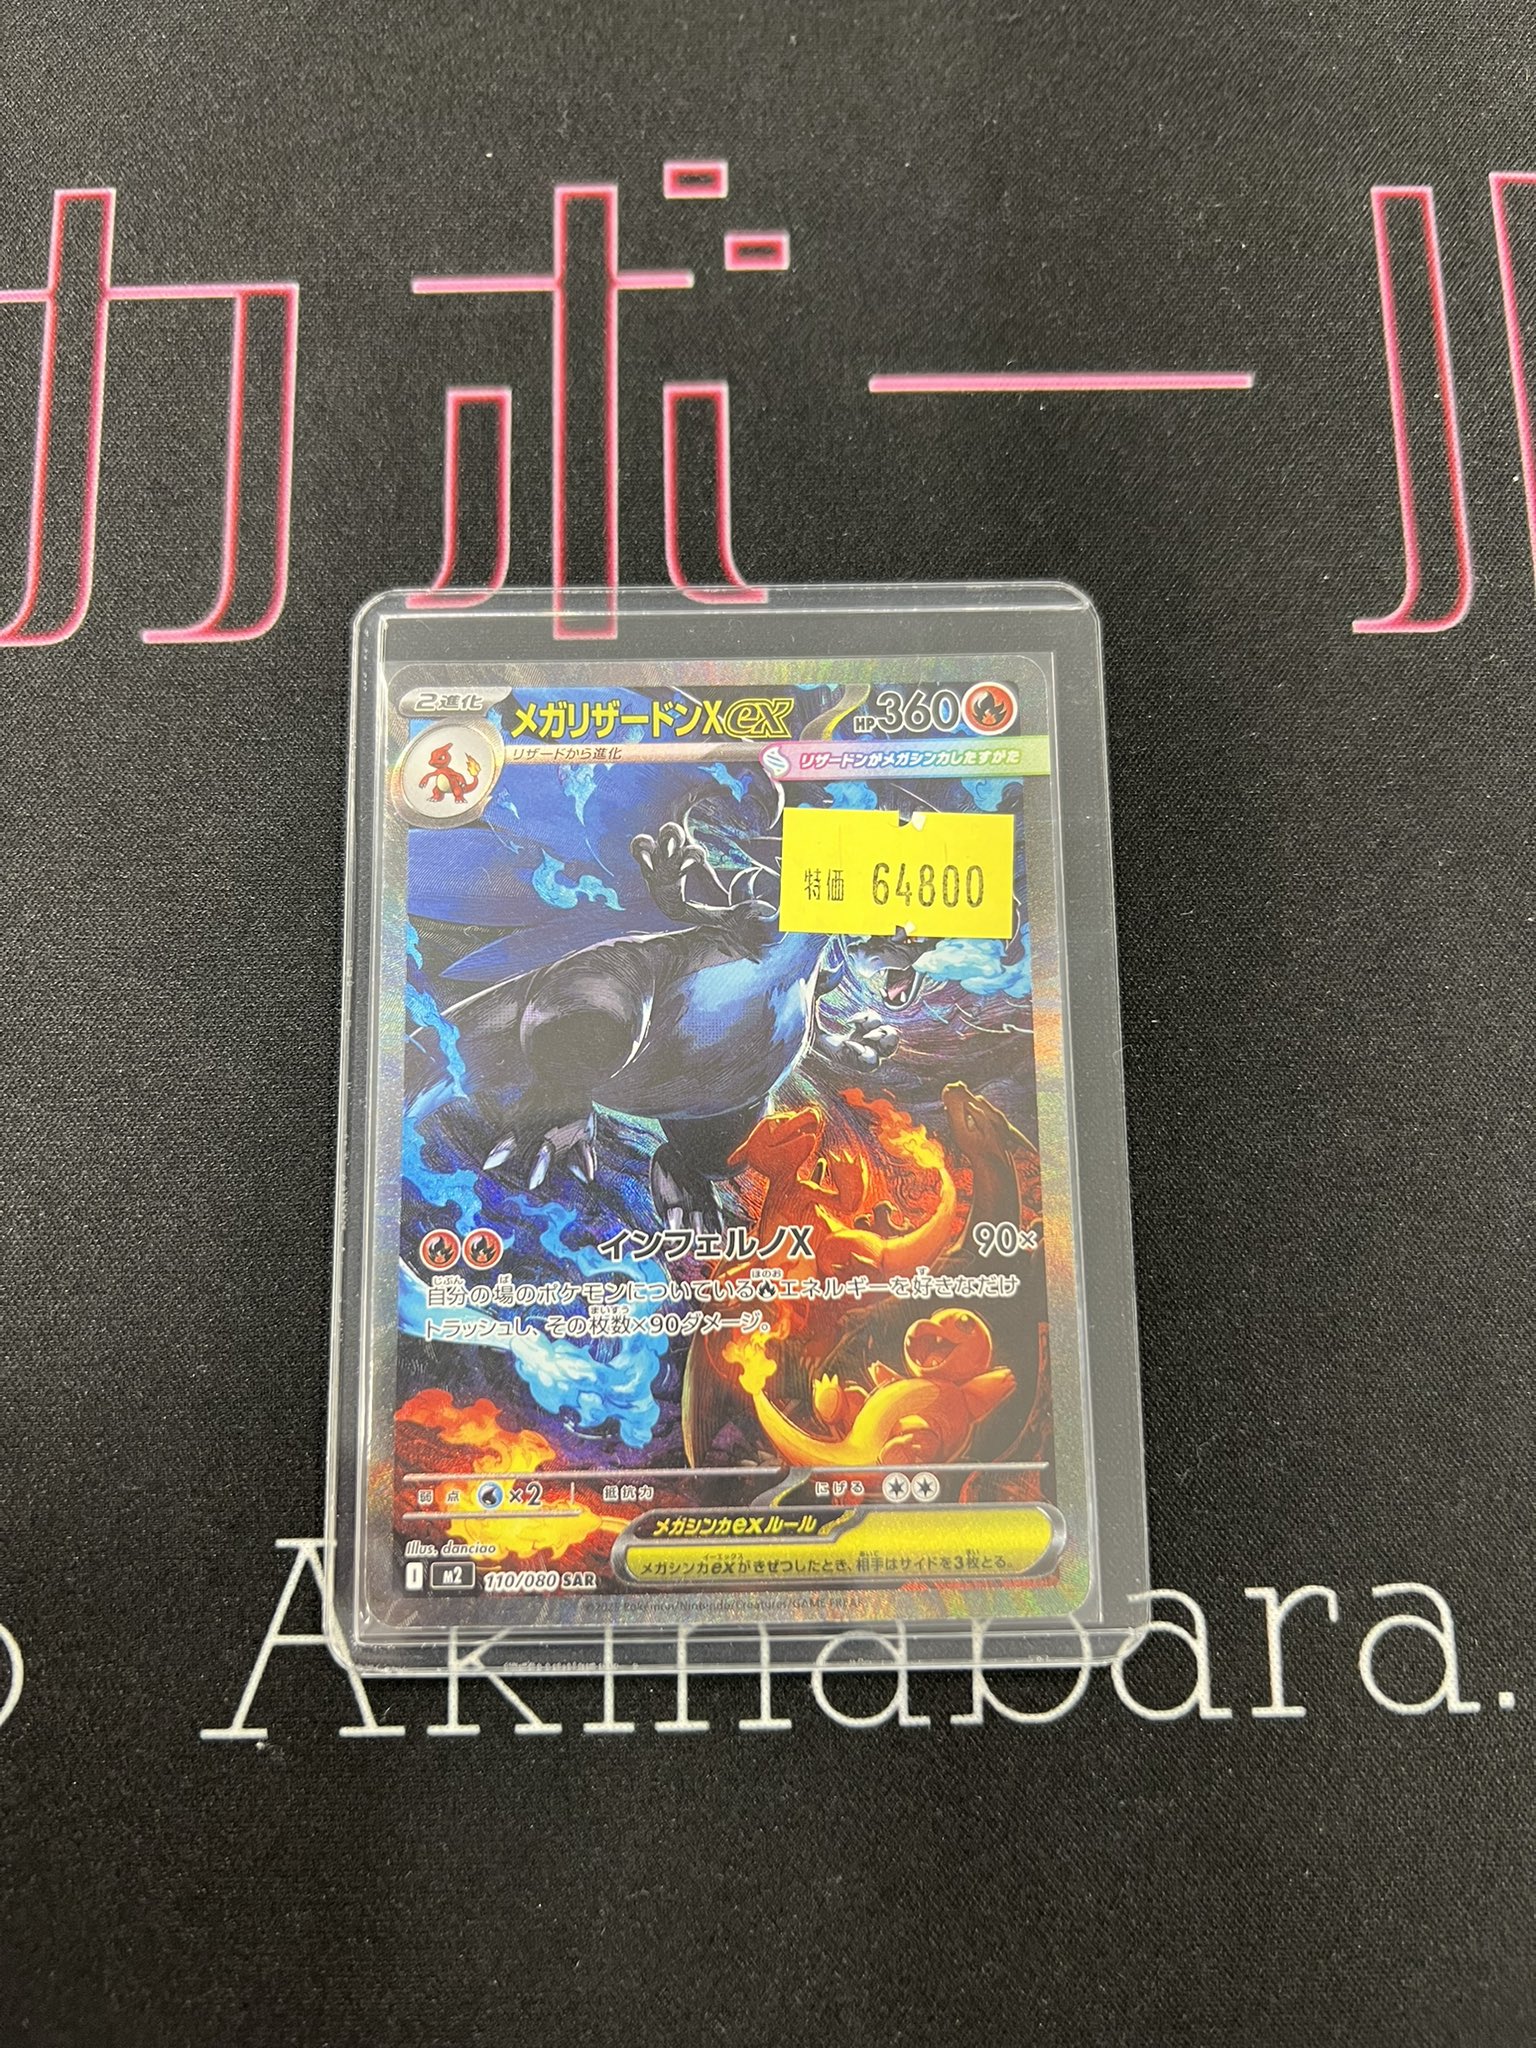 カボール
2進化
メガリザードンXex
HP360
リザードから進化
リザードンがメガシンカしたすがた
特価 64800
インフェルノX
90×
自分の場のポケモンについているエネルギーを好きなだけ
トラッシュし、その枚数×90ダメージ。
弱点 ×2
抵抗力
にげる
メガシンカexルール
メガシンカexがきぜつしたとき、相手はサイドを3枚とる。
Illus. danciao
I M2 110/080 SAR
©2025 Pokémon/Nintendo/Creatures/GAME FREAK
Akihabara.